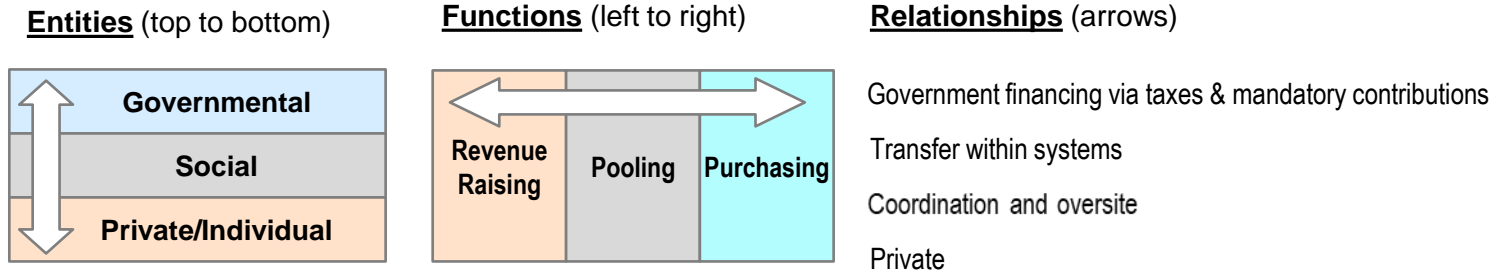 Entities (top to bottom)
Governmental
Social
Private/Individual
Functions (left to right)
Revenue
Raising
Pooling
Purchasing
Relationships (arrows)
Government financing via taxes & mandatory contributions
Transfer within systems
Coordination and oversite
Private